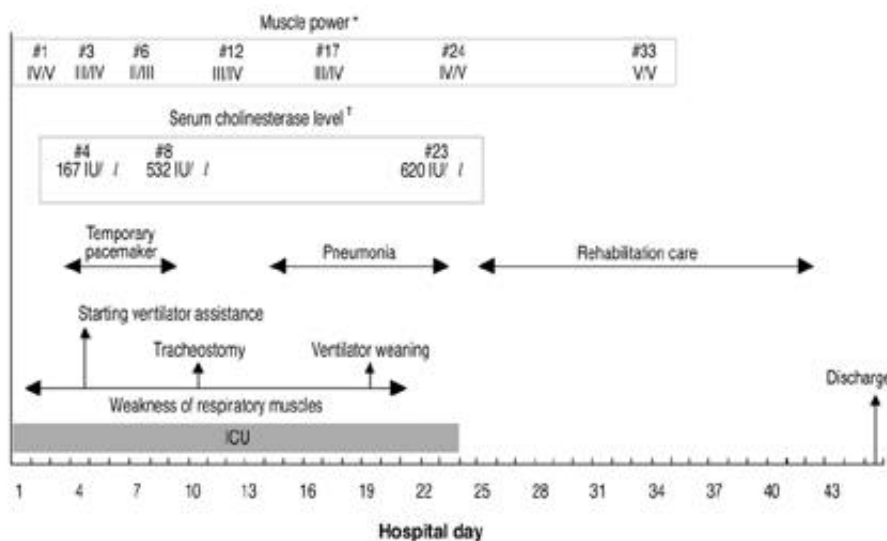 Muscle power *
#1 #3 #6 #12 #17 #24 #33
IV/V III/IV II/III III/IV III/IV IV/V V/V
Serum cholinesterase level †
#4 #8 #23
167 IU/ l 532 IU/ l 620 IU/ l
Temporary
pacemaker
Pneumonia
Rehabilitation care
Starting ventilator assistance
Tracheostomy
Ventilator weaning
Discharge
Weakness of respiratory muscles
ICU
1 4 7 10 13 16 19 22 25 28 31 34 37 40 43
Hospital day